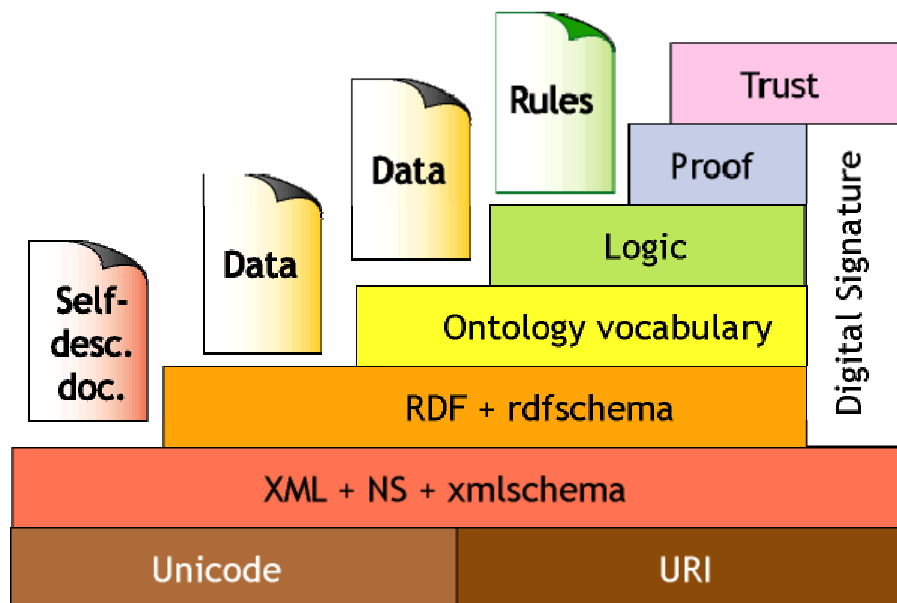 Rules
Trust
Data
Proof
Data
Logic
Digital Signature
Self-
desc.
doc.
Ontology vocabulary
RDF + rdfschema
XML + NS + xmlschema
Unicode
URI